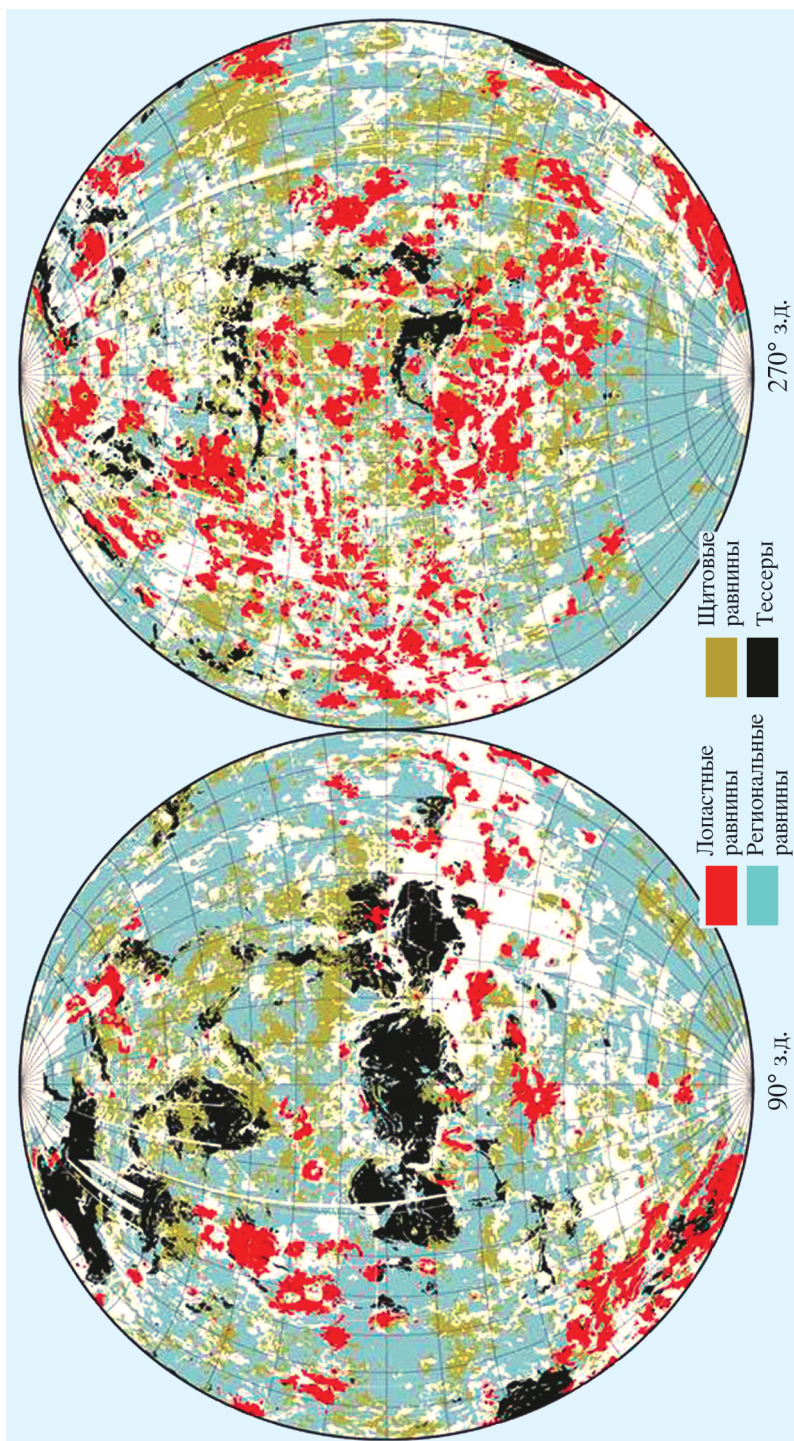 90° з.д.
270° з.д.
Лопастные
равнины
Региональные
равнины
Щитовые
равнины
Тессеры